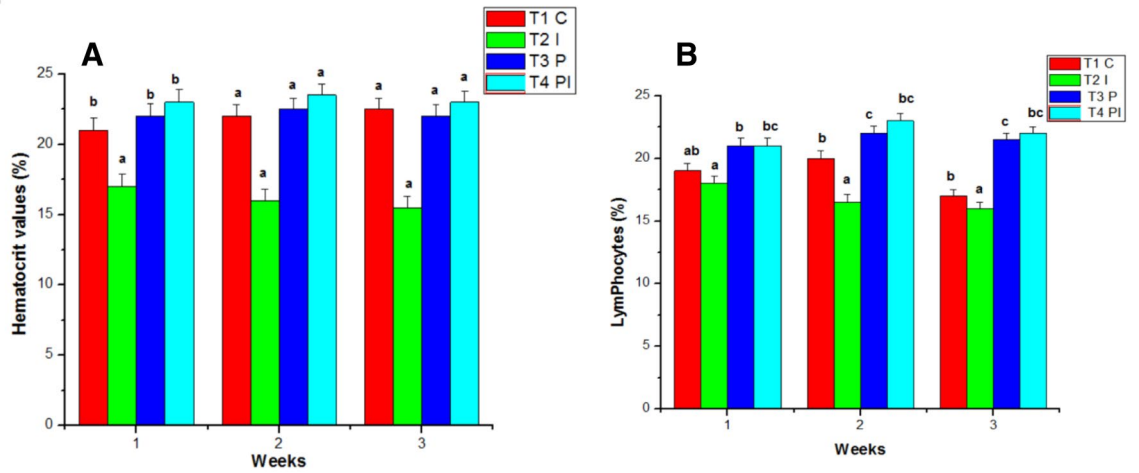 A
T1 C
T2 I
T3 P
T4 PI
Hematocrit values (%)
25
20
15
10
5
0
b a b b
a a a a
a a a a
1 2 3
Weeks
B
T1 C
T2 I
T3 P
T4 PI
LymPhocytes (%)
25
20
15
10
5
0
ab a b bc
b a c bc
b a c bc
1 2 3
Weeks